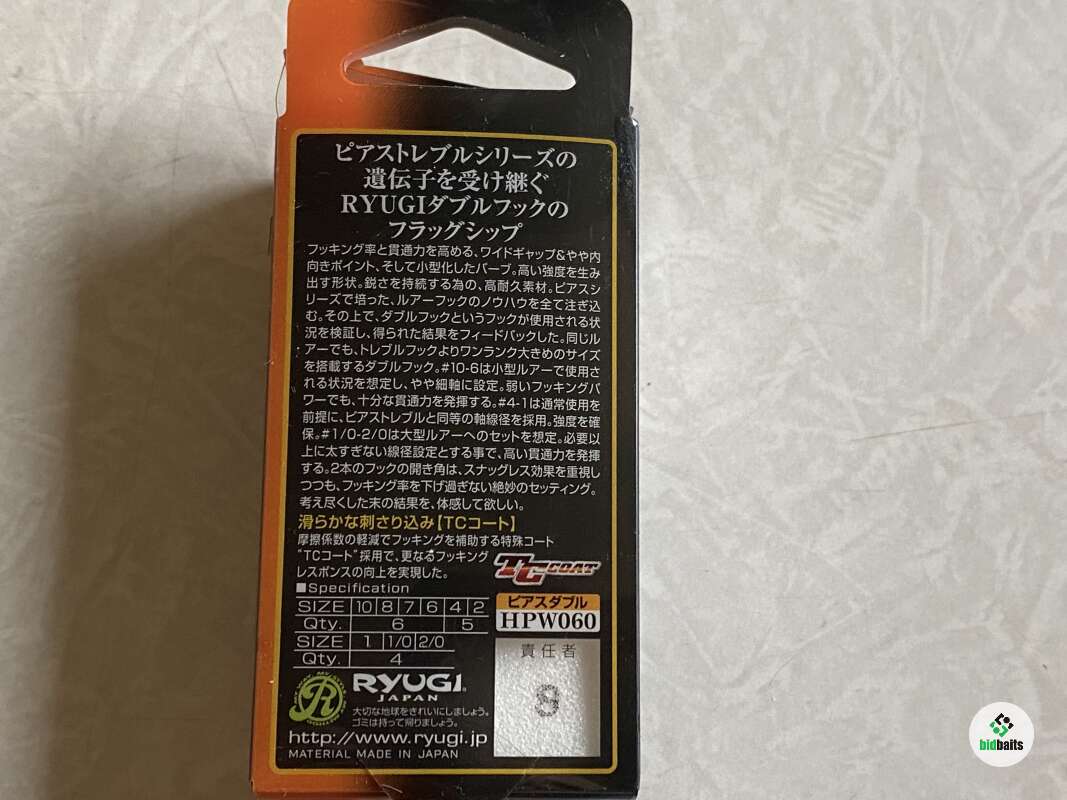 ピアストレブルシリーズの
遺伝子を受け継ぐ
RYUGIダブルフックの
フラッグシップ
フッキング率と貫通力を高める、ワイドギャップ&やや内
向きポイント、そして小型化したバーブ。高い強度を生み
出す形状。鋭さを持続する為の、高耐久素材。ピアスシ
リーズで培った、ルアーフックのノウハウを全て注ぎ込
む。その上で、ダブルフックというフックが使用される状
況を検証し、得られた結果をフィードバックした。同じル
アーでも、トレブルフックよりワンランク大きめのサイズ
を搭載するダブルフック。#10-6は小型ルアーで使用さ
れる状況を想定し、やや細軸に設定。弱いフッキングパ
ワーでも、十分な貫通力を発揮する。#4-1は通常使用を
前提に、ピアストレブルと同等の軸線径を採用。強度を確
保。#1/0-2/0は大型ルアーへのセットを想定。必要以
上に太すぎない線径設定とする事で、高い貫通力を発揮
する。2本のフックの開き角は、スナッグレス効果を重視し
つつも、フッキング率を下げ過ぎない絶妙のセッティング。
考え尽くした末の結果を、体感して欲しい。
滑らかな刺さり込み【TCコート】
摩擦係数の軽減でフッキングを補助する特殊コート
“TCコート”採用で、更なるフッキング
レスポンスの向上を実現した。
TC COAT
■Specification
SIZE 10 8 7 6 4 2
Qty. 6 5
SIZE 1 1/0 2/0
Qty. 4
ピアスダブル
HPW060
責任者
S
RYUGI
JAPAN
大切な地球をきれいにしましょう。
ゴミは持って帰りましょう。
http://www.ryugi.jp
MATERIAL MADE IN JAPAN
bidbaits